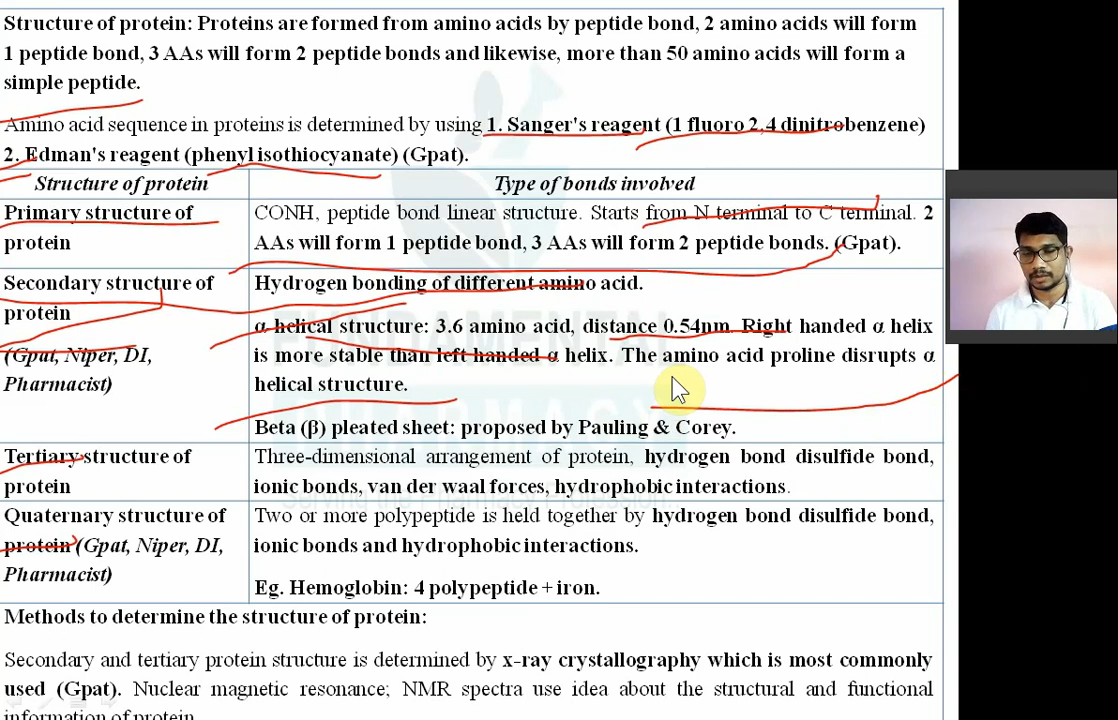 Structure of protein: Proteins are formed from amino acids by peptide bond, 2 amino acids will form
1 peptide bond, 3 AAs will form 2 peptide bonds and likewise, more than 50 amino acids will form a
simple peptide.
Amino acid sequence in proteins is determined by using 1. Sanger's reagent (1 fluoro 2,4 dinitrobenzene)
2. Edman's reagent (phenyl isothiocyanate) (Gpat).
Structure of protein
Type of bonds involved
Primary structure of
protein
CONH, peptide bond linear structure. Starts from N terminal to C terminal. 2
AAs will form 1 peptide bond, 3 AAs will form 2 peptide bonds. (Gpat).
Secondary structure of
protein
(Gpat, Niper, DI,
Pharmacist)
Hydrogen bonding of different amino acid.
α helical structure: 3.6 amino acid, distance 0.54nm. Right handed α helix
is more stable than left handed α helix. The amino acid proline disrupts α
helical structure.
Beta (β) pleated sheet: proposed by Pauling & Corey.
Tertiary structure of
protein
Three-dimensional arrangement of protein, hydrogen bond disulfide bond,
ionic bonds, van der waal forces, hydrophobic interactions.
Quaternary structure of
protein (Gpat, Niper, DI,
Pharmacist)
Two or more polypeptide is held together by hydrogen bond disulfide bond,
ionic bonds and hydrophobic interactions.
Eg. Hemoglobin: 4 polypeptide + iron.
Methods to determine the structure of protein:
Secondary and tertiary protein structure is determined by x-ray crystallography which is most commonly
used (Gpat). Nuclear magnetic resonance; NMR spectra use idea about the structural and functional
information of protein
FUNDAMENTAL
PHARMACY
Serving the Pharmacy Profession